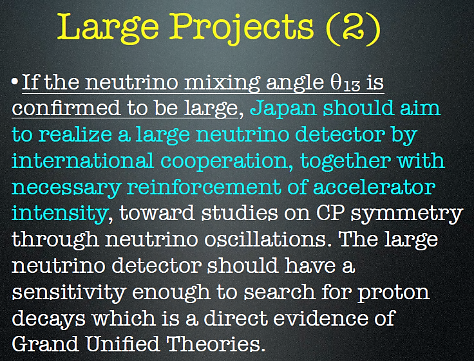 Large Projects (2)
•If the neutrino mixing angle θ₁₃ is
confirmed to be large, Japan should aim
to realize a large neutrino detector by
international cooperation, together with
necessary reinforcement of accelerator
intensity, toward studies on CP symmetry
through neutrino oscillations. The large
neutrino detector should have a
sensitivity enough to search for proton
decays which is a direct evidence of
Grand Unified Theories.